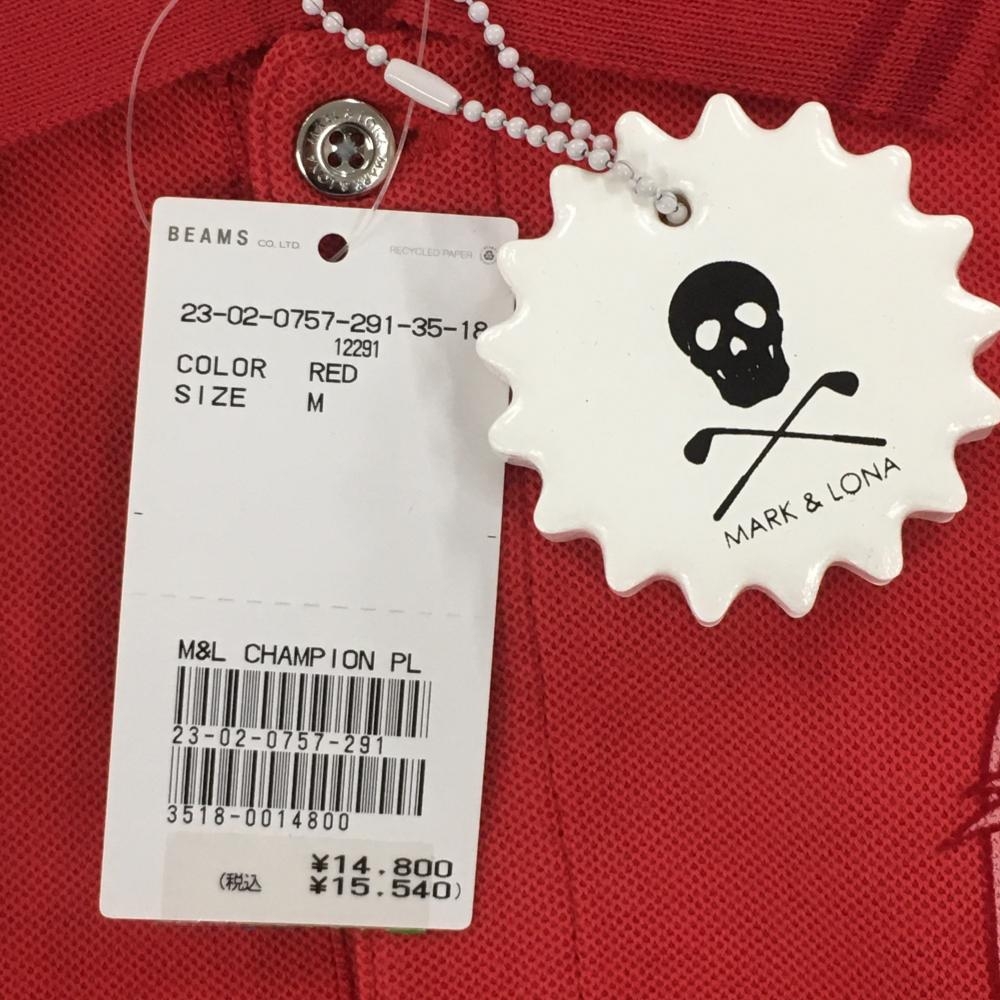 BEAMS CO. LTD.
RECYCLED PAPER
23-02-0757-291-35-18
12291
COLOR RED
SIZE M
M&L CHAMPION PL
23-02-0757-291
3518-0014800
¥14.800
(税込 ¥15.540)
MARK & LONA